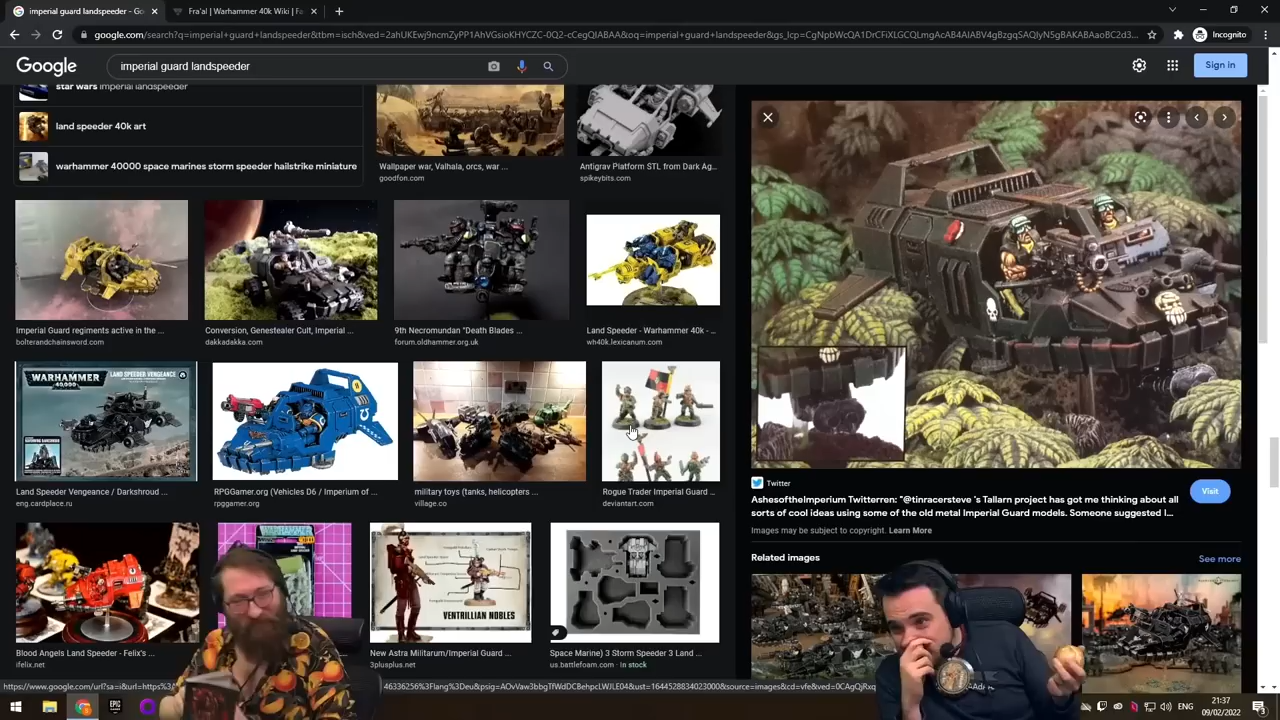 imperial guard landspeeder - Go
Fra'al | Warhammer 40k Wiki | Fa
Incognito
google.com/search?q=imperial+guard+landspeeder&tbm=isch&ved=
Google
imperial guard landspeeder
Sign in
star wars imperial landspeeder
land speeder 40k art
warhammer 40000 space marines storm speeder hailstrike miniature
Wallpaper war, Valhala, orcs, war ...
goodfon.com
Antigrav Platform STL from Dark Ag...
spikeybits.com
Imperial Guard regiments active in the ...
bolterandchainsword.com
Conversion, Genestealer Cult, Imperial ...
dakkadakka.com
9th Necromundan "Death Blades ...
forum.oldhammer.org.uk
Land Speeder - Warhammer 40k - ...
wh40k.lexicanum.com
WARHAMMER
40,000
LAND SPEEDER VENGEANCE
Land Speeder Vengeance / Darkshroud ...
eng.cardplace.ru
RPGGamer.org (Vehicles D6 / Imperium of ...
rpggamer.org
military toys (tanks, helicopters ...
village.co
Rogue Trader Imperial Guard ...
deviantart.com
Twitter
AshesoftheImperium Twitterren: "@tinracersteve 's Tallarn project has got me thinking about all
sorts of cool ideas using some of the old metal Imperial Guard models. Someone suggested I...
Visit
Images may be subject to copyright. Learn More
Related images
See more
VENTRILLIAN NOBLES
Blood Angels Land Speeder - Felix's ...
ifelix.net
New Astra Militarum/Imperial Guard ...
3plusplus.net
Space Marine) 3 Storm Speeder 3 Land ...
us.battlefoam.com · In stock
EPIC
ENG
21:37
09/02/2022